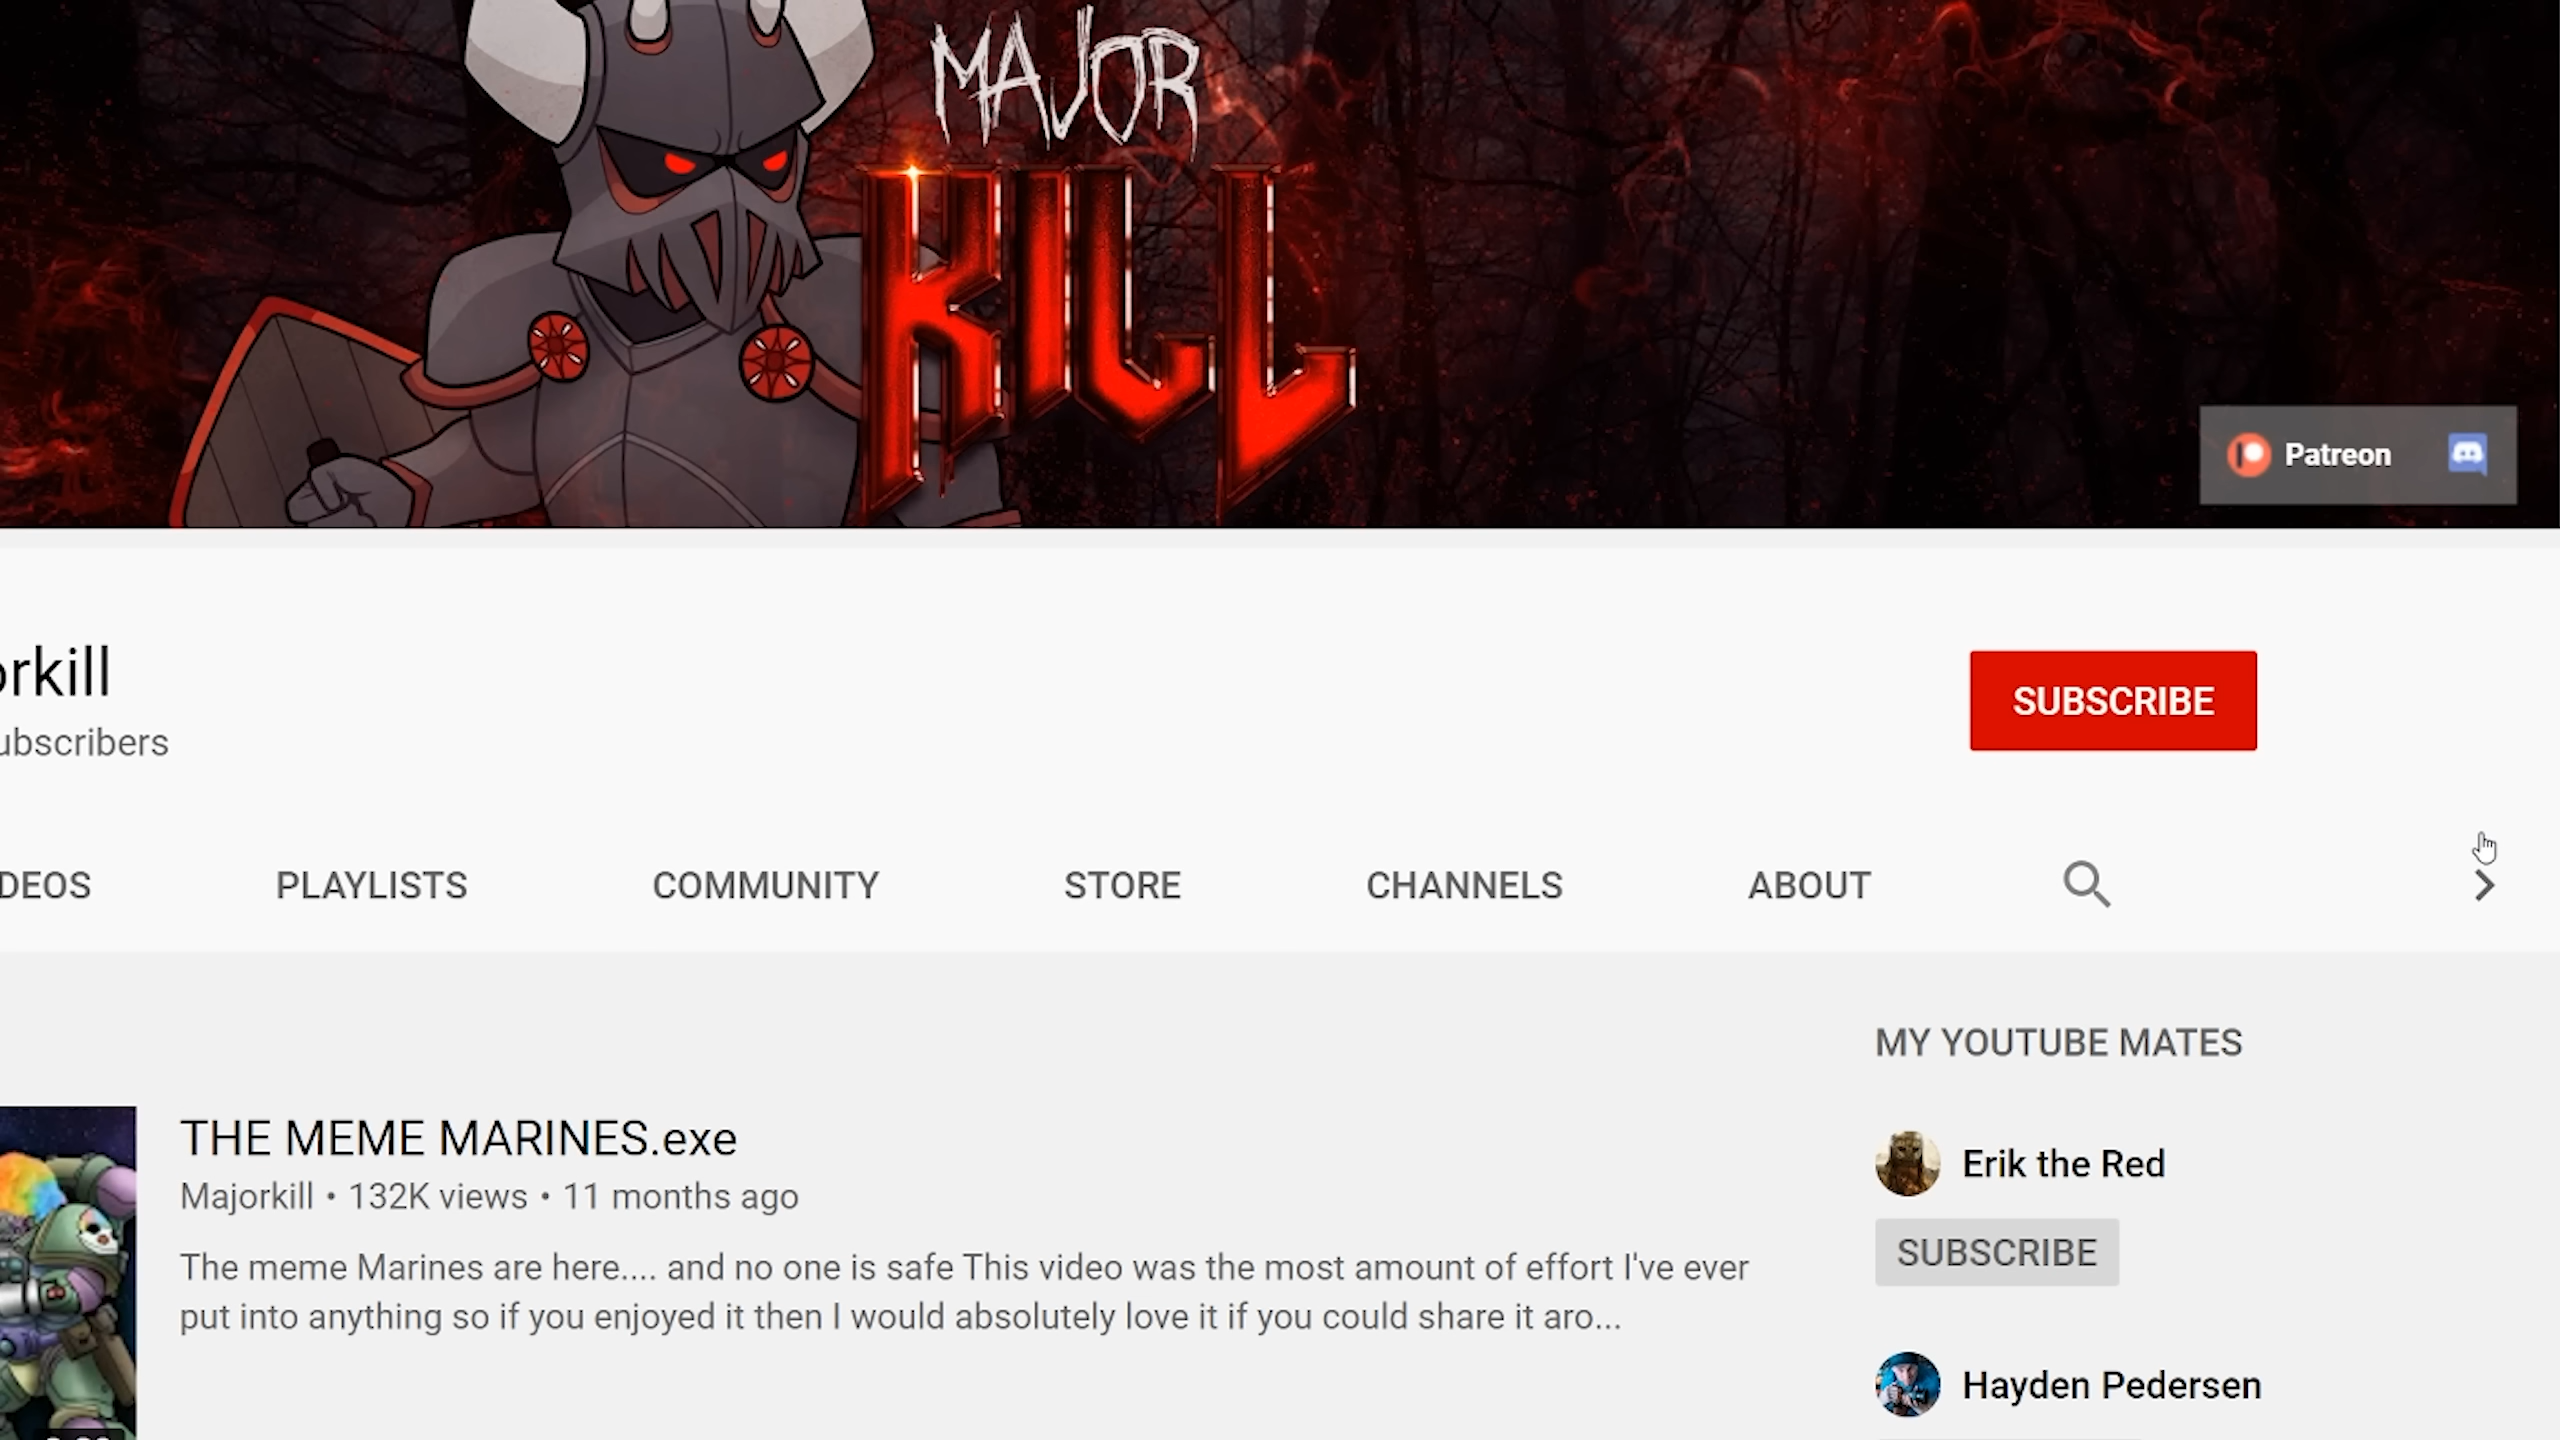 MAJOR
KILL
Patreon
orkill
ubscribers
SUBSCRIBE
DEOS PLAYLISTS COMMUNITY STORE CHANNELS ABOUT
MY YOUTUBE MATES
THE MEME MARINES.exe
Majorkill • 132K views • 11 months ago
The meme Marines are here.... and no one is safe This video was the most amount of effort I've ever
put into anything so if you enjoyed it then I would absolutely love it if you could share it aro...
Erik the Red
SUBSCRIBE
Hayden Pedersen